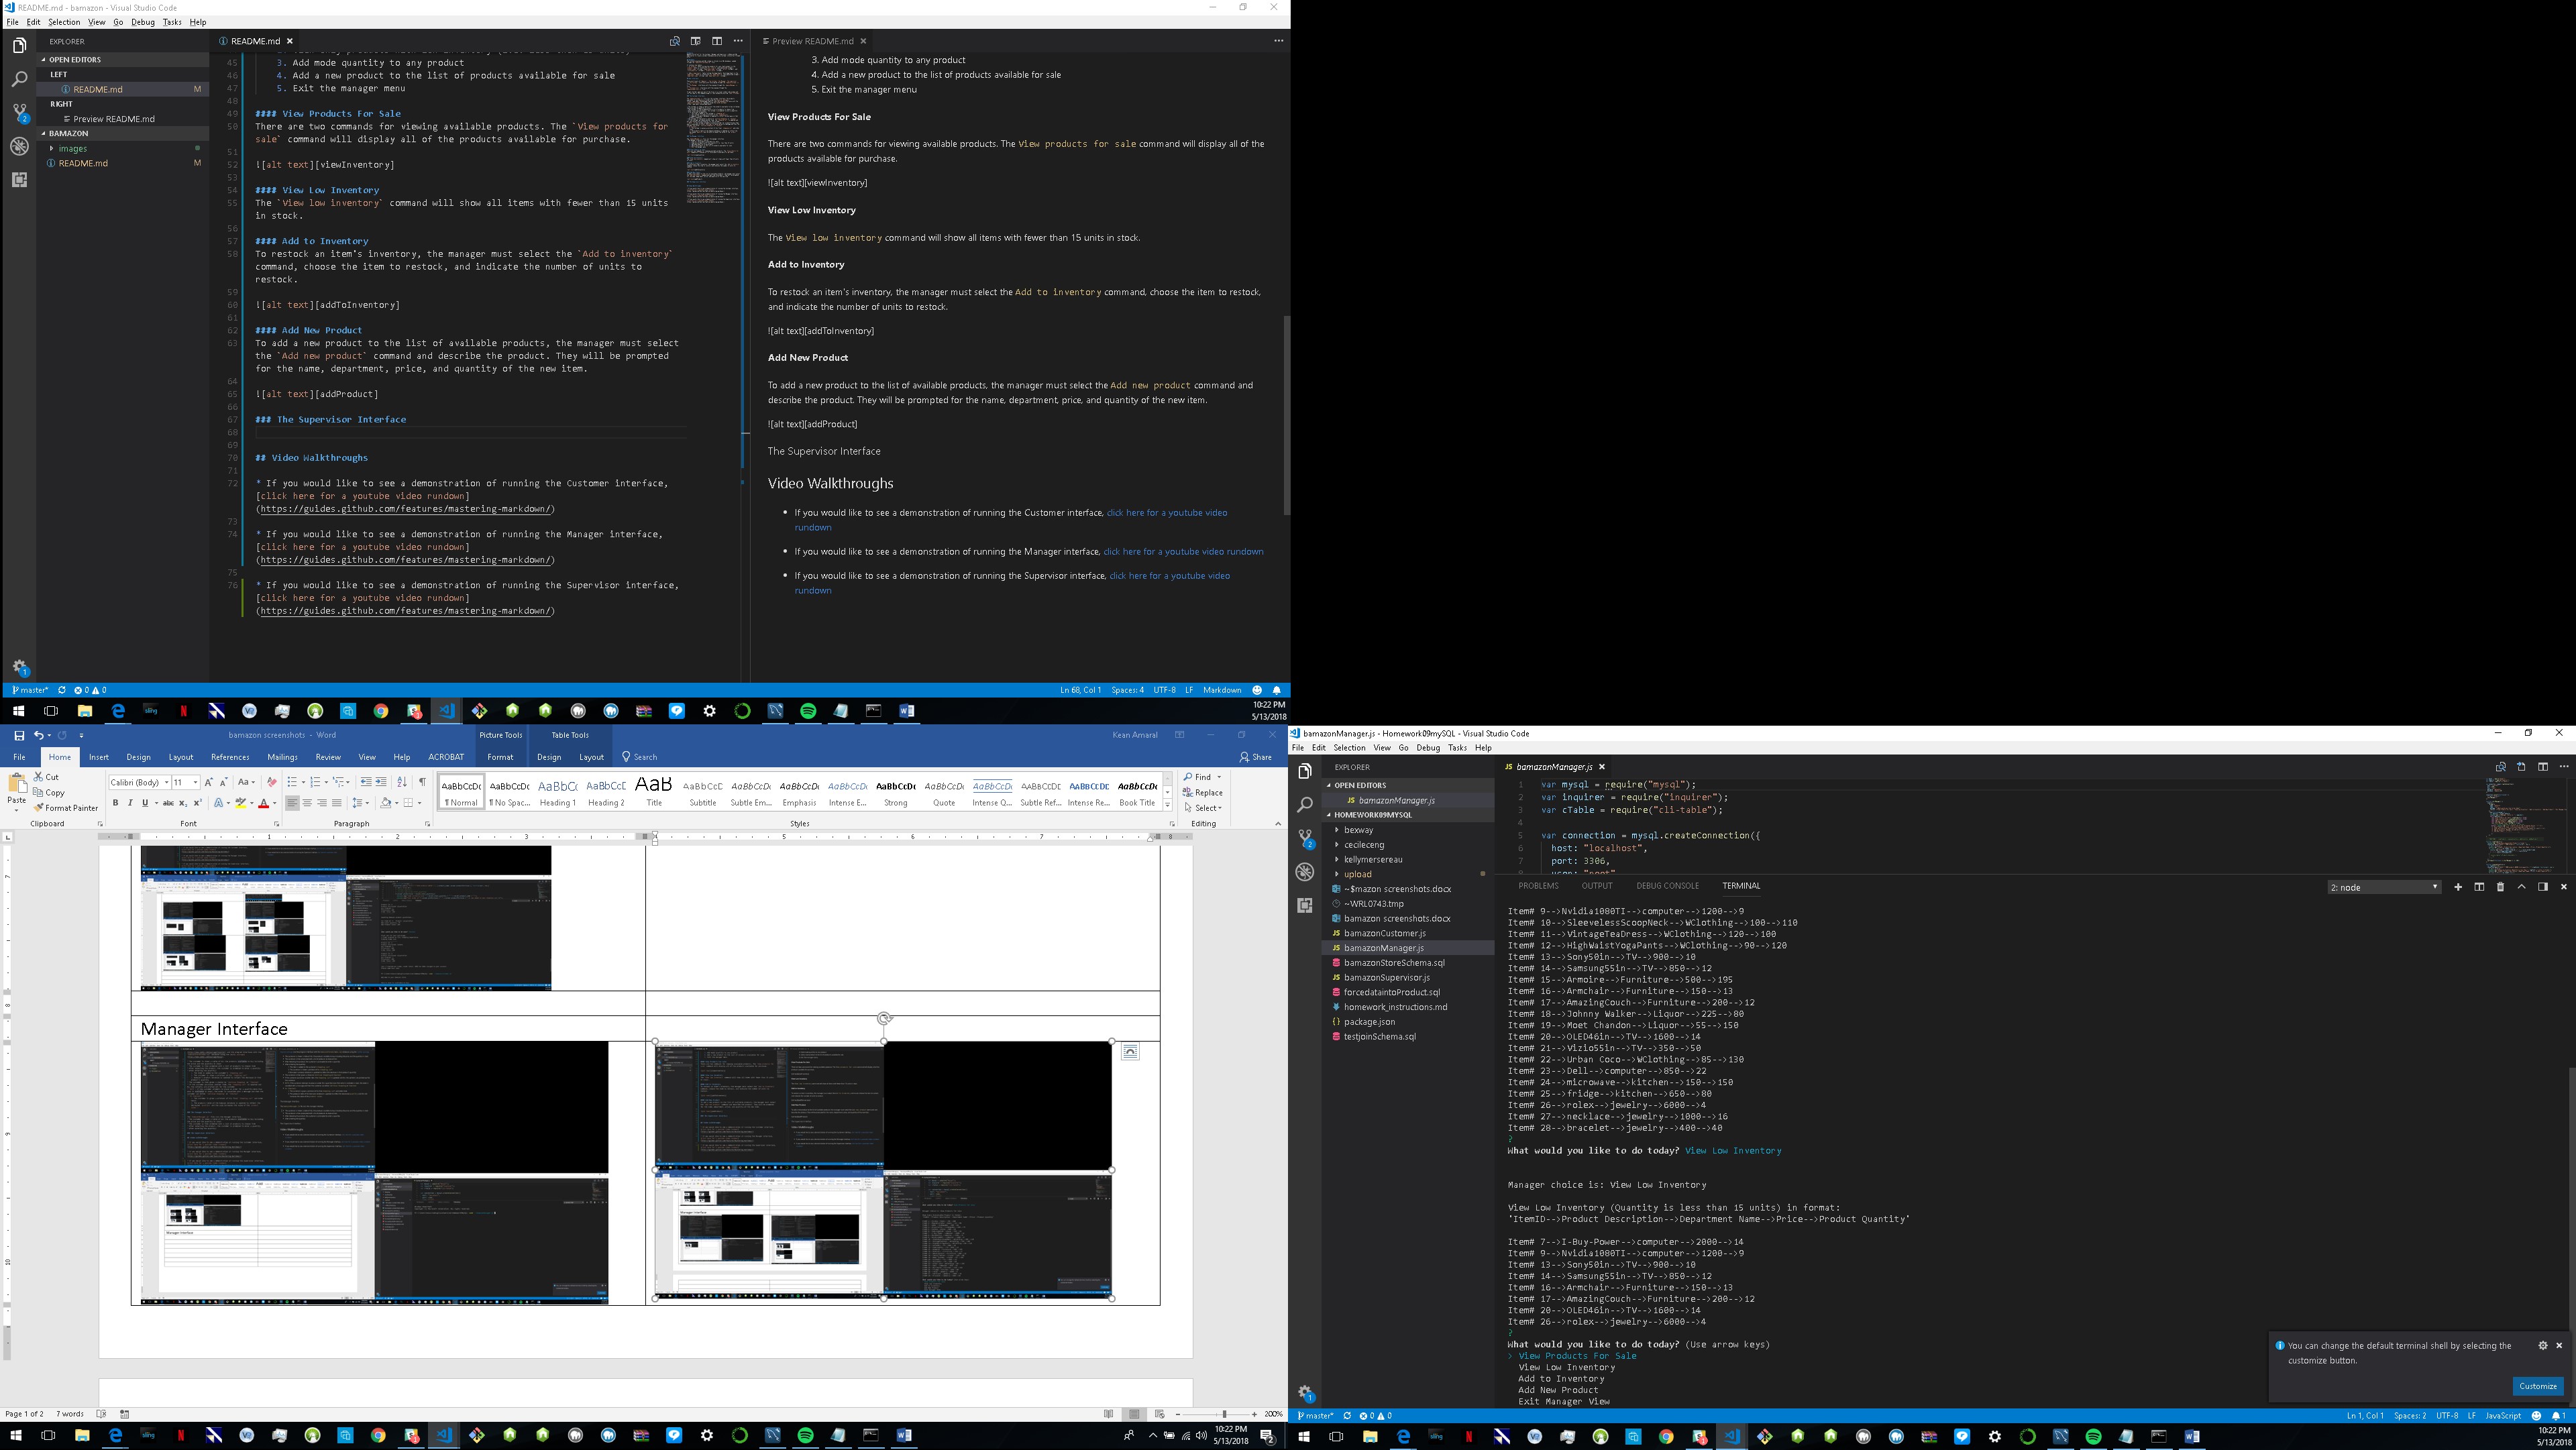 README.md - bamazon - Visual Studio Code
File Edit Selection View Go Debug Tasks Help
EXPLORER
OPEN EDITORS
LEFT
README.md M
RIGHT
Preview README.md
BAMAZON
images
README.md M
README.md
45 3. Add mode quantity to any product
46 4. Add a new product to the list of products available for sale
47 5. Exit the manager menu
48
49 #### View Products For Sale
50 There are two commands for viewing available products. The `View products for
sale` command will display all of the products available for purchase.
51
52 ![alt text][viewInventory]
53
54 #### View Low Inventory
55 The `View low inventory` command will show all items with fewer than 15 units
in stock.
56
57 #### Add to Inventory
58 To restock an item's inventory, the manager must select the `Add to inventory`
command, choose the item to restock, and indicate the number of units to
restock.
59
60 ![alt text][addToInventory]
61
62 #### Add New Product
63 To add a new product to the list of available products, the manager must select
the `Add new product` command and describe the product. They will be prompted
for the name, department, price, and quantity of the new item.
64
65 ![alt text][addProduct]
66
67 ### The Supervisor Interface
68
69
70 ## Video Walkthroughs
71
72 * If you would like to see a demonstration of running the Customer interface,
[click here for a youtube video rundown]
(https://guides.github.com/features/mastering-markdown/)
73
74 * If you would like to see a demonstration of running the Manager interface,
[click here for a youtube video rundown]
(https://guides.github.com/features/mastering-markdown/)
75
76 * If you would like to see a demonstration of running the Supervisor interface,
[click here for a youtube video rundown]
(https://guides.github.com/features/mastering-markdown/)
Preview README.md
3. Add mode quantity to any product
4. Add a new product to the list of products available for sale
5. Exit the manager menu
View Products For Sale
There are two commands for viewing available products. The View products for sale command will display all of the
products available for purchase.
![alt text][viewInventory]
View Low Inventory
The View low inventory command will show all items with fewer than 15 units in stock.
Add to Inventory
To restock an item's inventory, the manager must select the Add to inventory command, choose the item to restock,
and indicate the number of units to restock.
![alt text][addToInventory]
Add New Product
To add a new product to the list of available products, the manager must select the Add new product command and
describe the product. They will be prompted for the name, department, price, and quantity of the new item.
![alt text][addProduct]
The Supervisor Interface
Video Walkthroughs
If you would like to see a demonstration of running the Customer interface, click here for a youtube video
rundown
If you would like to see a demonstration of running the Manager interface, click here for a youtube video rundown
If you would like to see a demonstration of running the Supervisor interface, click here for a youtube video
rundown
master* 0 0 Ln 68, Col 1 Spaces: 4 UTF-8 LF Markdown
10:22 PM
5/13/2018
bamazon screenshots - Word Picture Tools Table Tools Kean Amaral
File Home Insert Design Layout References Mailings Review View Help ACROBAT Format Design Layout Search Share
Paste
Cut
Copy
Format Painter
Clipboard
Calibri (Body) 11
Font
Paragraph
¶ Normal ¶ No Spac... Heading 1 Heading 2 Title Subtitle Subtle Em... Emphasis Intense E... Strong Quote Intense Q... Subtle Ref... Intense Re... Book Title
Styles
Find
Replace
Select
Editing
Manager Interface
Page 1 of 2 7 words 200%
10:22 PM
5/13/2018
bamazonManager.js - Homework09mySQL - Visual Studio Code
File Edit Selection View Go Debug Tasks Help
EXPLORER
OPEN EDITORS
bamazonManager.js
HOMEWORK09MYSQL
bexway
cecileceng
kellymersereau
upload
~$mazon screenshots.docx
~WRL0743.tmp
bamazon screenshots.docx
bamazonCustomer.js
bamazonManager.js
bamazonStoreSchema.sql
bamazonSupervisor.js
forcedataintoProduct.sql
homework_instructions.md
package.json
testjoinSchema.sql
bamazonManager.js
1 var mysql = require("mysql");
2 var inquirer = require("inquirer");
3 var cTable = require("cli-table");
4
5 var connection = mysql.createConnection({
6 host: "localhost",
7 port: 3306,
PROBLEMS OUTPUT DEBUG CONSOLE TERMINAL 2: node
Item# 9-->Nvidia1080TI-->computer-->1200-->9
Item# 10-->SleevelessScoopNeck-->WClothing-->100-->110
Item# 11-->VintageTeaDress-->WClothing-->120-->100
Item# 12-->HighWaistYogaPants-->WClothing-->90-->120
Item# 13-->Sony50in-->TV-->900-->10
Item# 14-->Samsung55in-->TV-->850-->12
Item# 15-->Armoire-->Furniture-->500-->195
Item# 16-->Armchair-->Furniture-->150-->13
Item# 17-->AmazingCouch-->Furniture-->200-->12
Item# 18-->Johnny Walker-->Liquor-->225-->80
Item# 19-->Moet Chandon-->Liquor-->55-->150
Item# 20-->OLED46in-->TV-->1600-->14
Item# 21-->Vizio55in-->TV-->350-->50
Item# 22-->Urban Coco-->WClothing-->85-->130
Item# 23-->Dell-->computer-->850-->22
Item# 24-->microwave-->kitchen-->150-->150
Item# 25-->fridge-->kitchen-->650-->80
Item# 26-->rolex-->jewelry-->6000-->4
Item# 27-->necklace-->jewelry-->1000-->16
Item# 28-->bracelet-->jewelry-->400-->40
?
What would you like to do today? View Low Inventory
Manager choice is: View Low Inventory
View Low Inventory (Quantity is less than 15 units) in format:
'ItemID-->Product Description-->Department Name-->Price-->Product Quantity'
Item# 7-->I-Buy-Power-->computer-->2000-->14
Item# 9-->Nvidia1080TI-->computer-->1200-->9
Item# 13-->Sony50in-->TV-->900-->10
Item# 14-->Samsung55in-->TV-->850-->12
Item# 16-->Armchair-->Furniture-->150-->13
Item# 17-->AmazingCouch-->Furniture-->200-->12
Item# 20-->OLED46in-->TV-->1600-->14
Item# 26-->rolex-->jewelry-->6000-->4
?
What would you like to do today? (Use arrow keys)
> View Products For Sale
View Low Inventory
Add to Inventory
Add New Product
Exit Manager View
You can change the default terminal shell by selecting the
customize button.
Customize
master* 0 0 Ln 1, Col 1 Spaces: 2 UTF-8 LF JavaScript 1
10:22 PM
5/13/2018